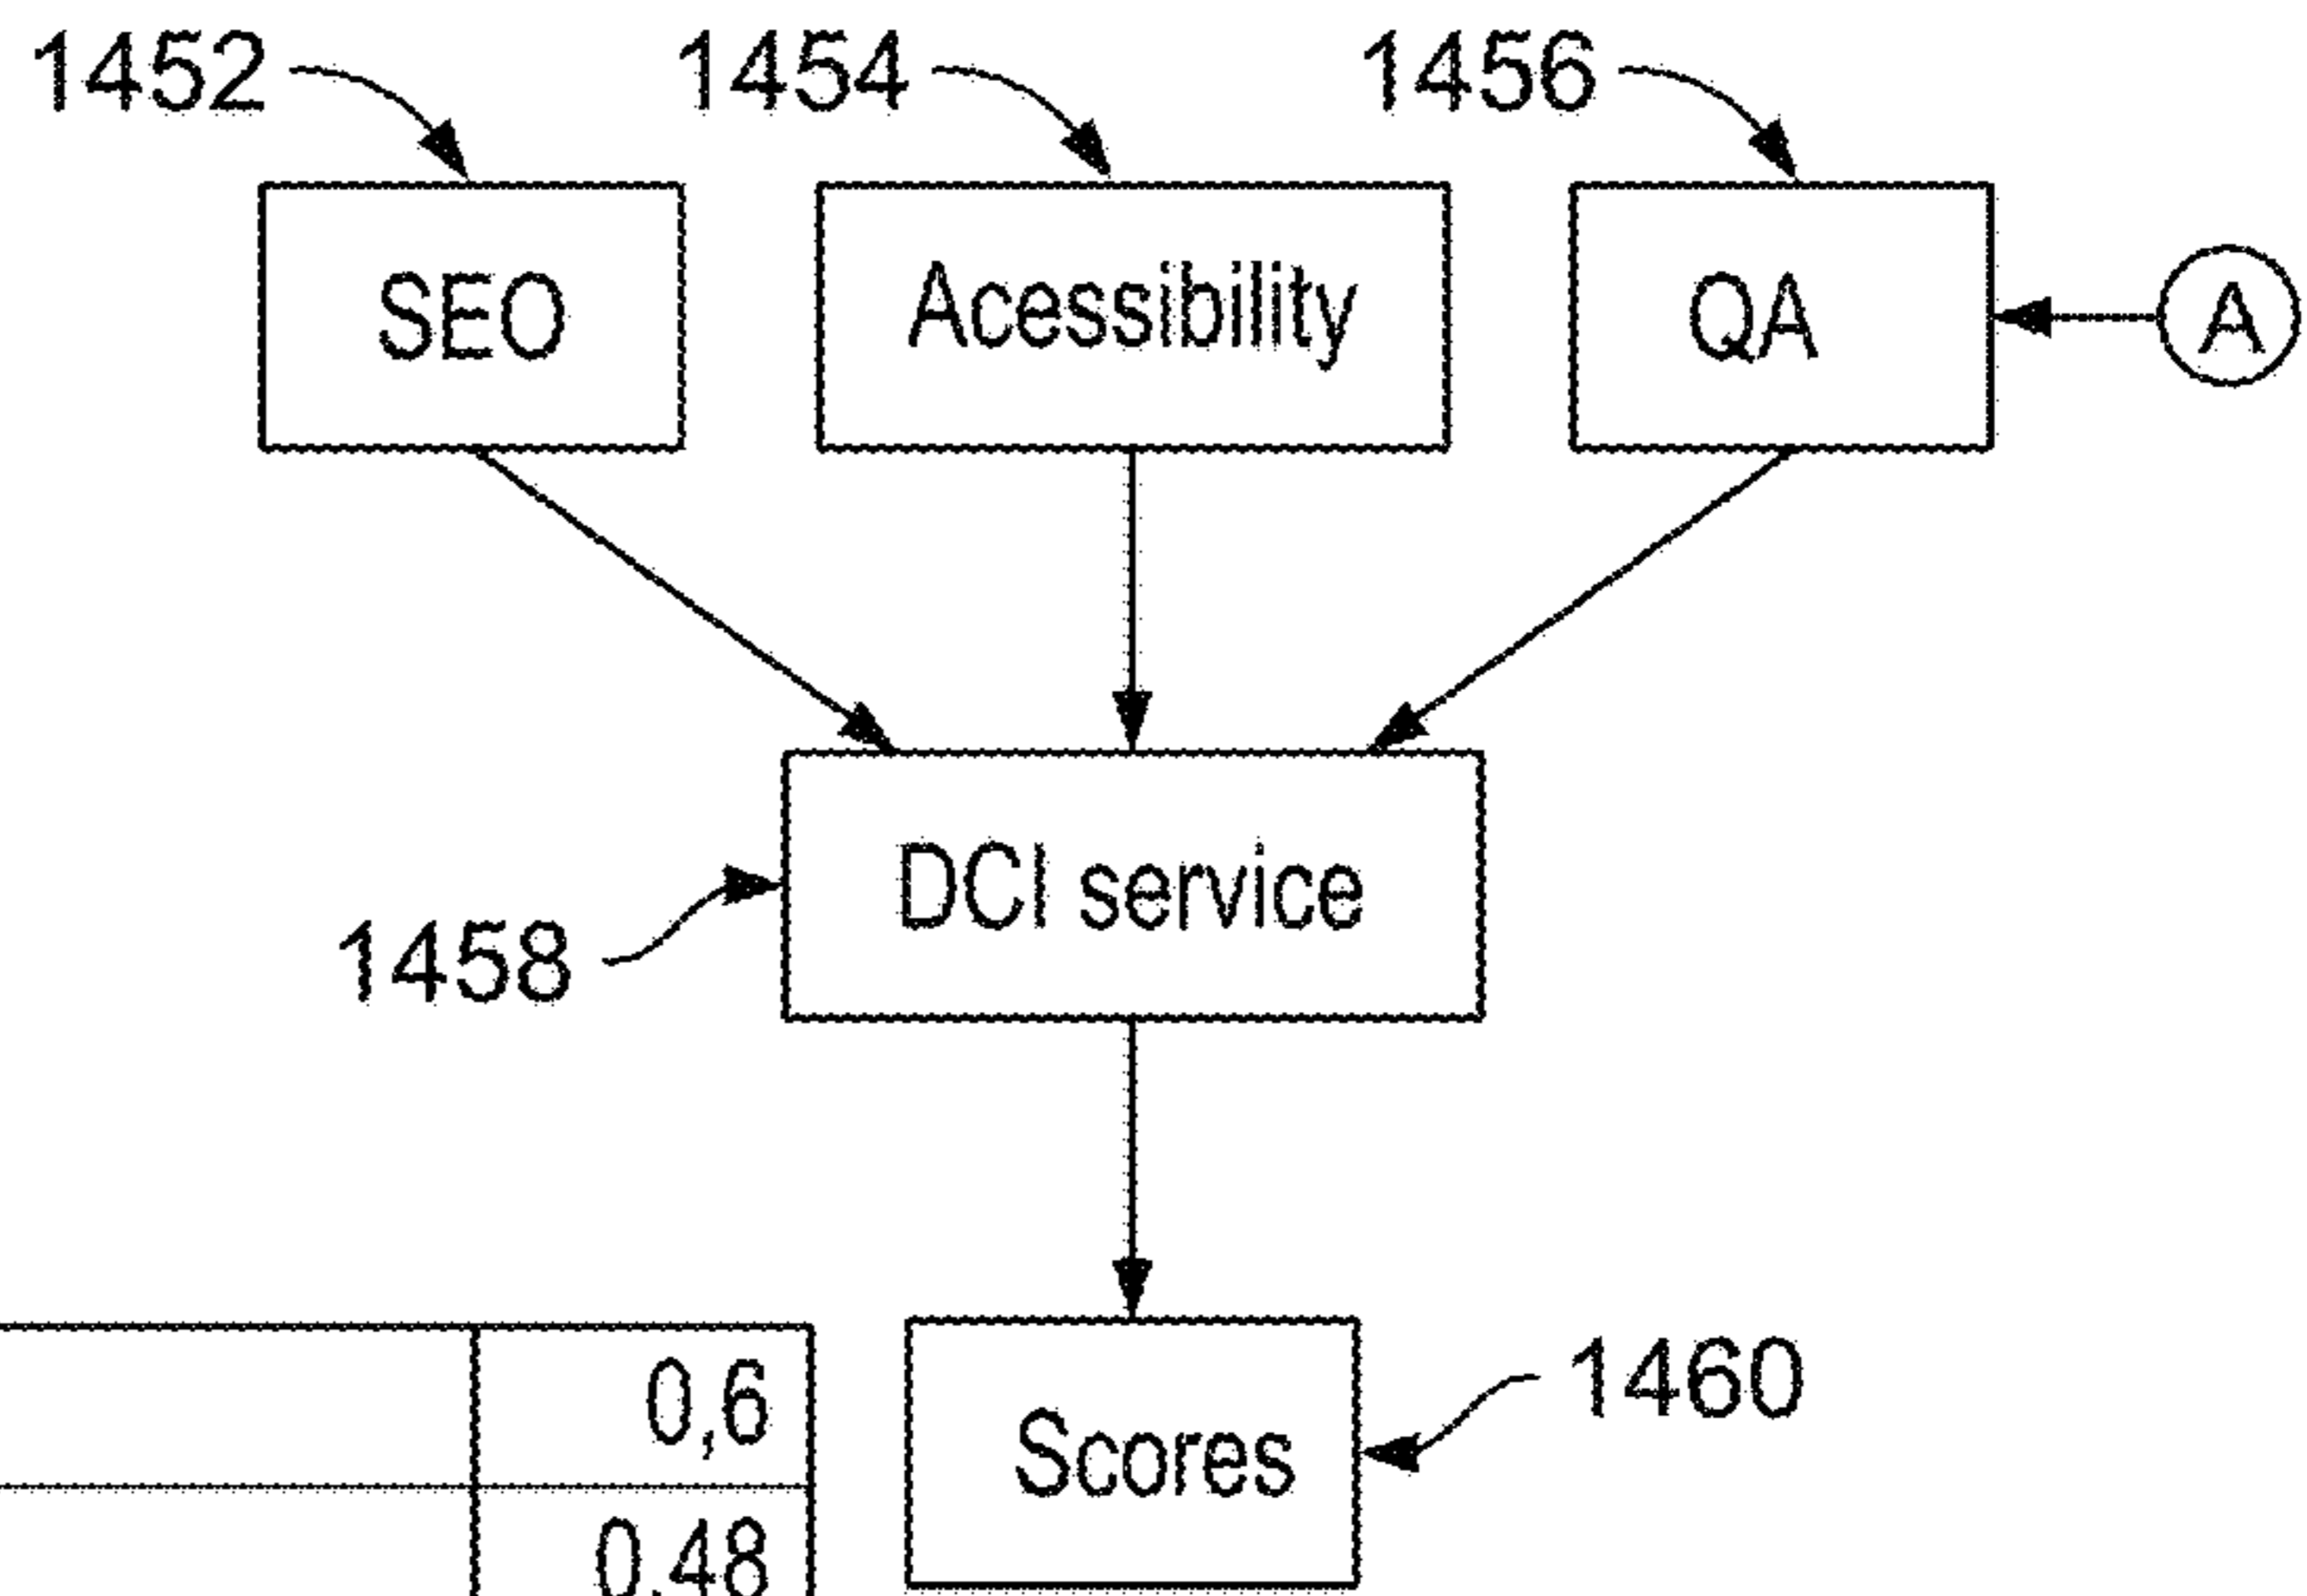 1452
1454
1456
SEO
Acessibility
QA
A
DCI service
1458
0,6
Scores
1460
0,48